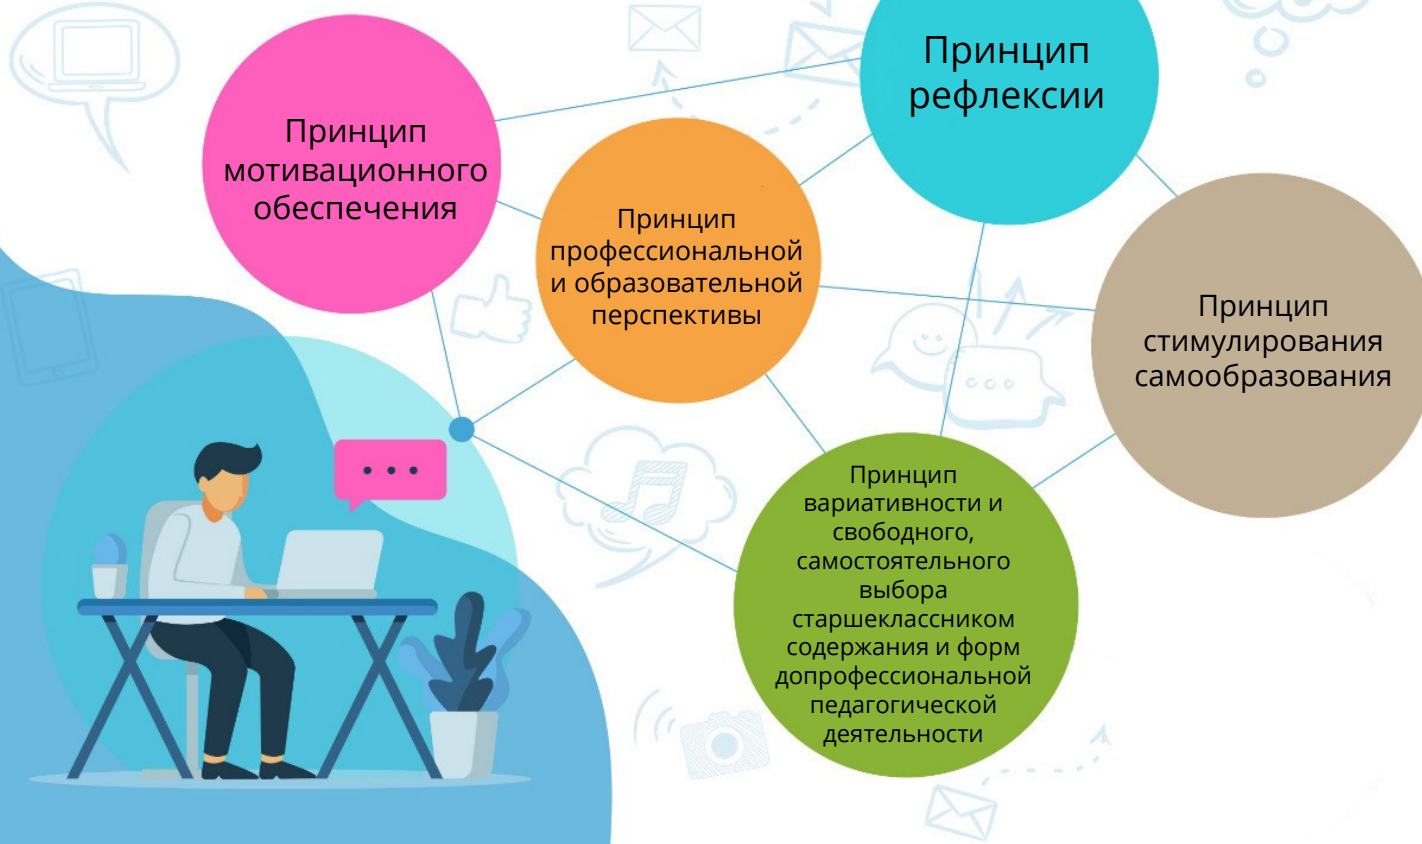 Принцип
мотивационного
обеспечения
Принцип
рефлексии
Принцип
профессиональной
и образовательной
перспективы
Принцип
стимулирования
самообразования
Принцип
вариативности и
свободного,
самостоятельного
выбора
старшеклассником
содержания и форм
допрофессиональной
педагогической
деятельности